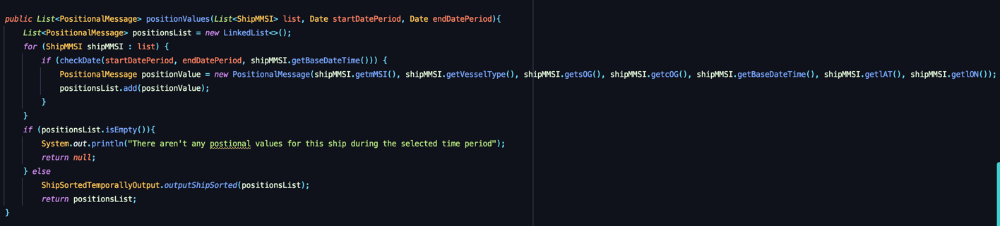 public List<PositionalMessage> positionValues(List<ShipMMSI> list, Date startDatePeriod, Date endDatePeriod){
    List<PositionalMessage> positionsList = new LinkedList<>();
    for (ShipMMSI shipMMSI : list) {
        if (checkDate(startDatePeriod, endDatePeriod, shipMMSI.getBaseDateTime())) {
            PositionalMessage positionValue = new PositionalMessage(shipMMSI.getmMSI(), shipMMSI.getVesselType(), shipMMSI.getsOG(), shipMMSI.getcOG(), shipMMSI.getBaseDateTime(), shipMMSI.getlAT(), shipMMSI.getlON());
            positionsList.add(positionValue);
        }
    }
    if (positionsList.isEmpty()){
        System.out.println("There aren't any postional values for this ship during the selected time period");
        return null;
    } else
        ShipSortedTemporallyOutput.outputShipSorted(positionsList);
        return positionsList;
}